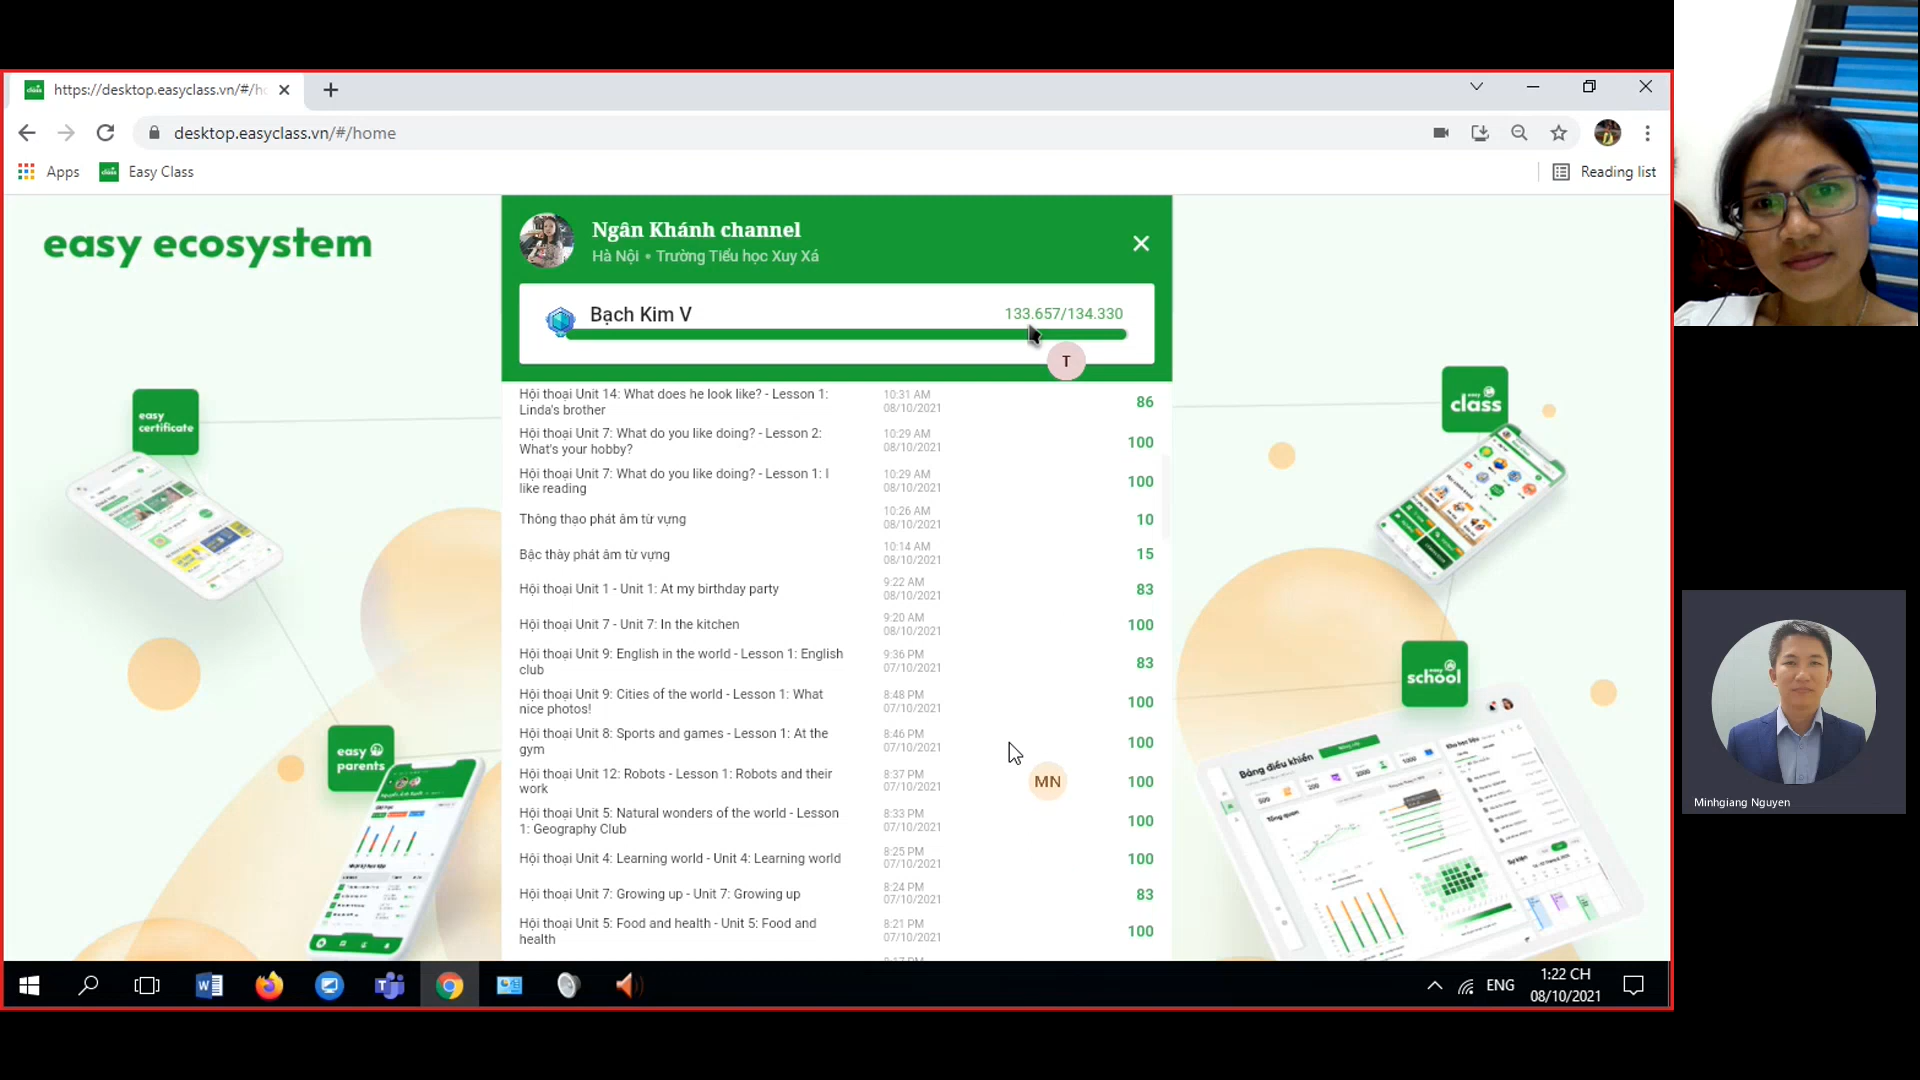 https://desktop.easyclass.vn/#/h
desktop.easyclass.vn/#/home
Apps
Easy Class
Reading list
easy ecosystem
Ngân Khánh channel
Hà Nội • Trường Tiểu học Xuy Xá
Bạch Kim V
133.657/134.330
T
Hội thoại Unit 14: What does he look like? - Lesson 1:
Linda's brother
10:31 AM
08/10/2021
86
Hội thoại Unit 7: What do you like doing? - Lesson 2:
What's your hobby?
10:29 AM
08/10/2021
100
Hội thoại Unit 7: What do you like doing? - Lesson 1: I
like reading
10:29 AM
08/10/2021
100
Thông thạo phát âm từ vựng
10:26 AM
08/10/2021
10
Bậc thày phát âm từ vựng
10:14 AM
08/10/2021
15
Hội thoại Unit 1 - Unit 1: At my birthday party
9:22 AM
08/10/2021
83
Hội thoại Unit 7 - Unit 7: In the kitchen
9:20 AM
08/10/2021
100
Hội thoại Unit 9: English in the world - Lesson 1: English
club
9:36 PM
07/10/2021
83
Hội thoại Unit 9: Cities of the world - Lesson 1: What
nice photos!
8:48 PM
07/10/2021
100
Hội thoại Unit 8: Sports and games - Lesson 1: At the
gym
8:46 PM
07/10/2021
100
Hội thoại Unit 12: Robots - Lesson 1: Robots and their
work
8:37 PM
07/10/2021
MN
100
Hội thoại Unit 5: Natural wonders of the world - Lesson
1: Geography Club
8:33 PM
07/10/2021
100
Hội thoại Unit 4: Learning world - Unit 4: Learning world
8:25 PM
07/10/2021
100
Hội thoại Unit 7: Growing up - Unit 7: Growing up
8:24 PM
07/10/2021
83
Hội thoại Unit 5: Food and health - Unit 5: Food and
health
8:21 PM
07/10/2021
100
easy
certificate
easy
parents
class
school
Bảng điều khiển
Tổng quan
Sự kiện
Minhgiang Nguyen
ENG
1:22 CH
08/10/2021